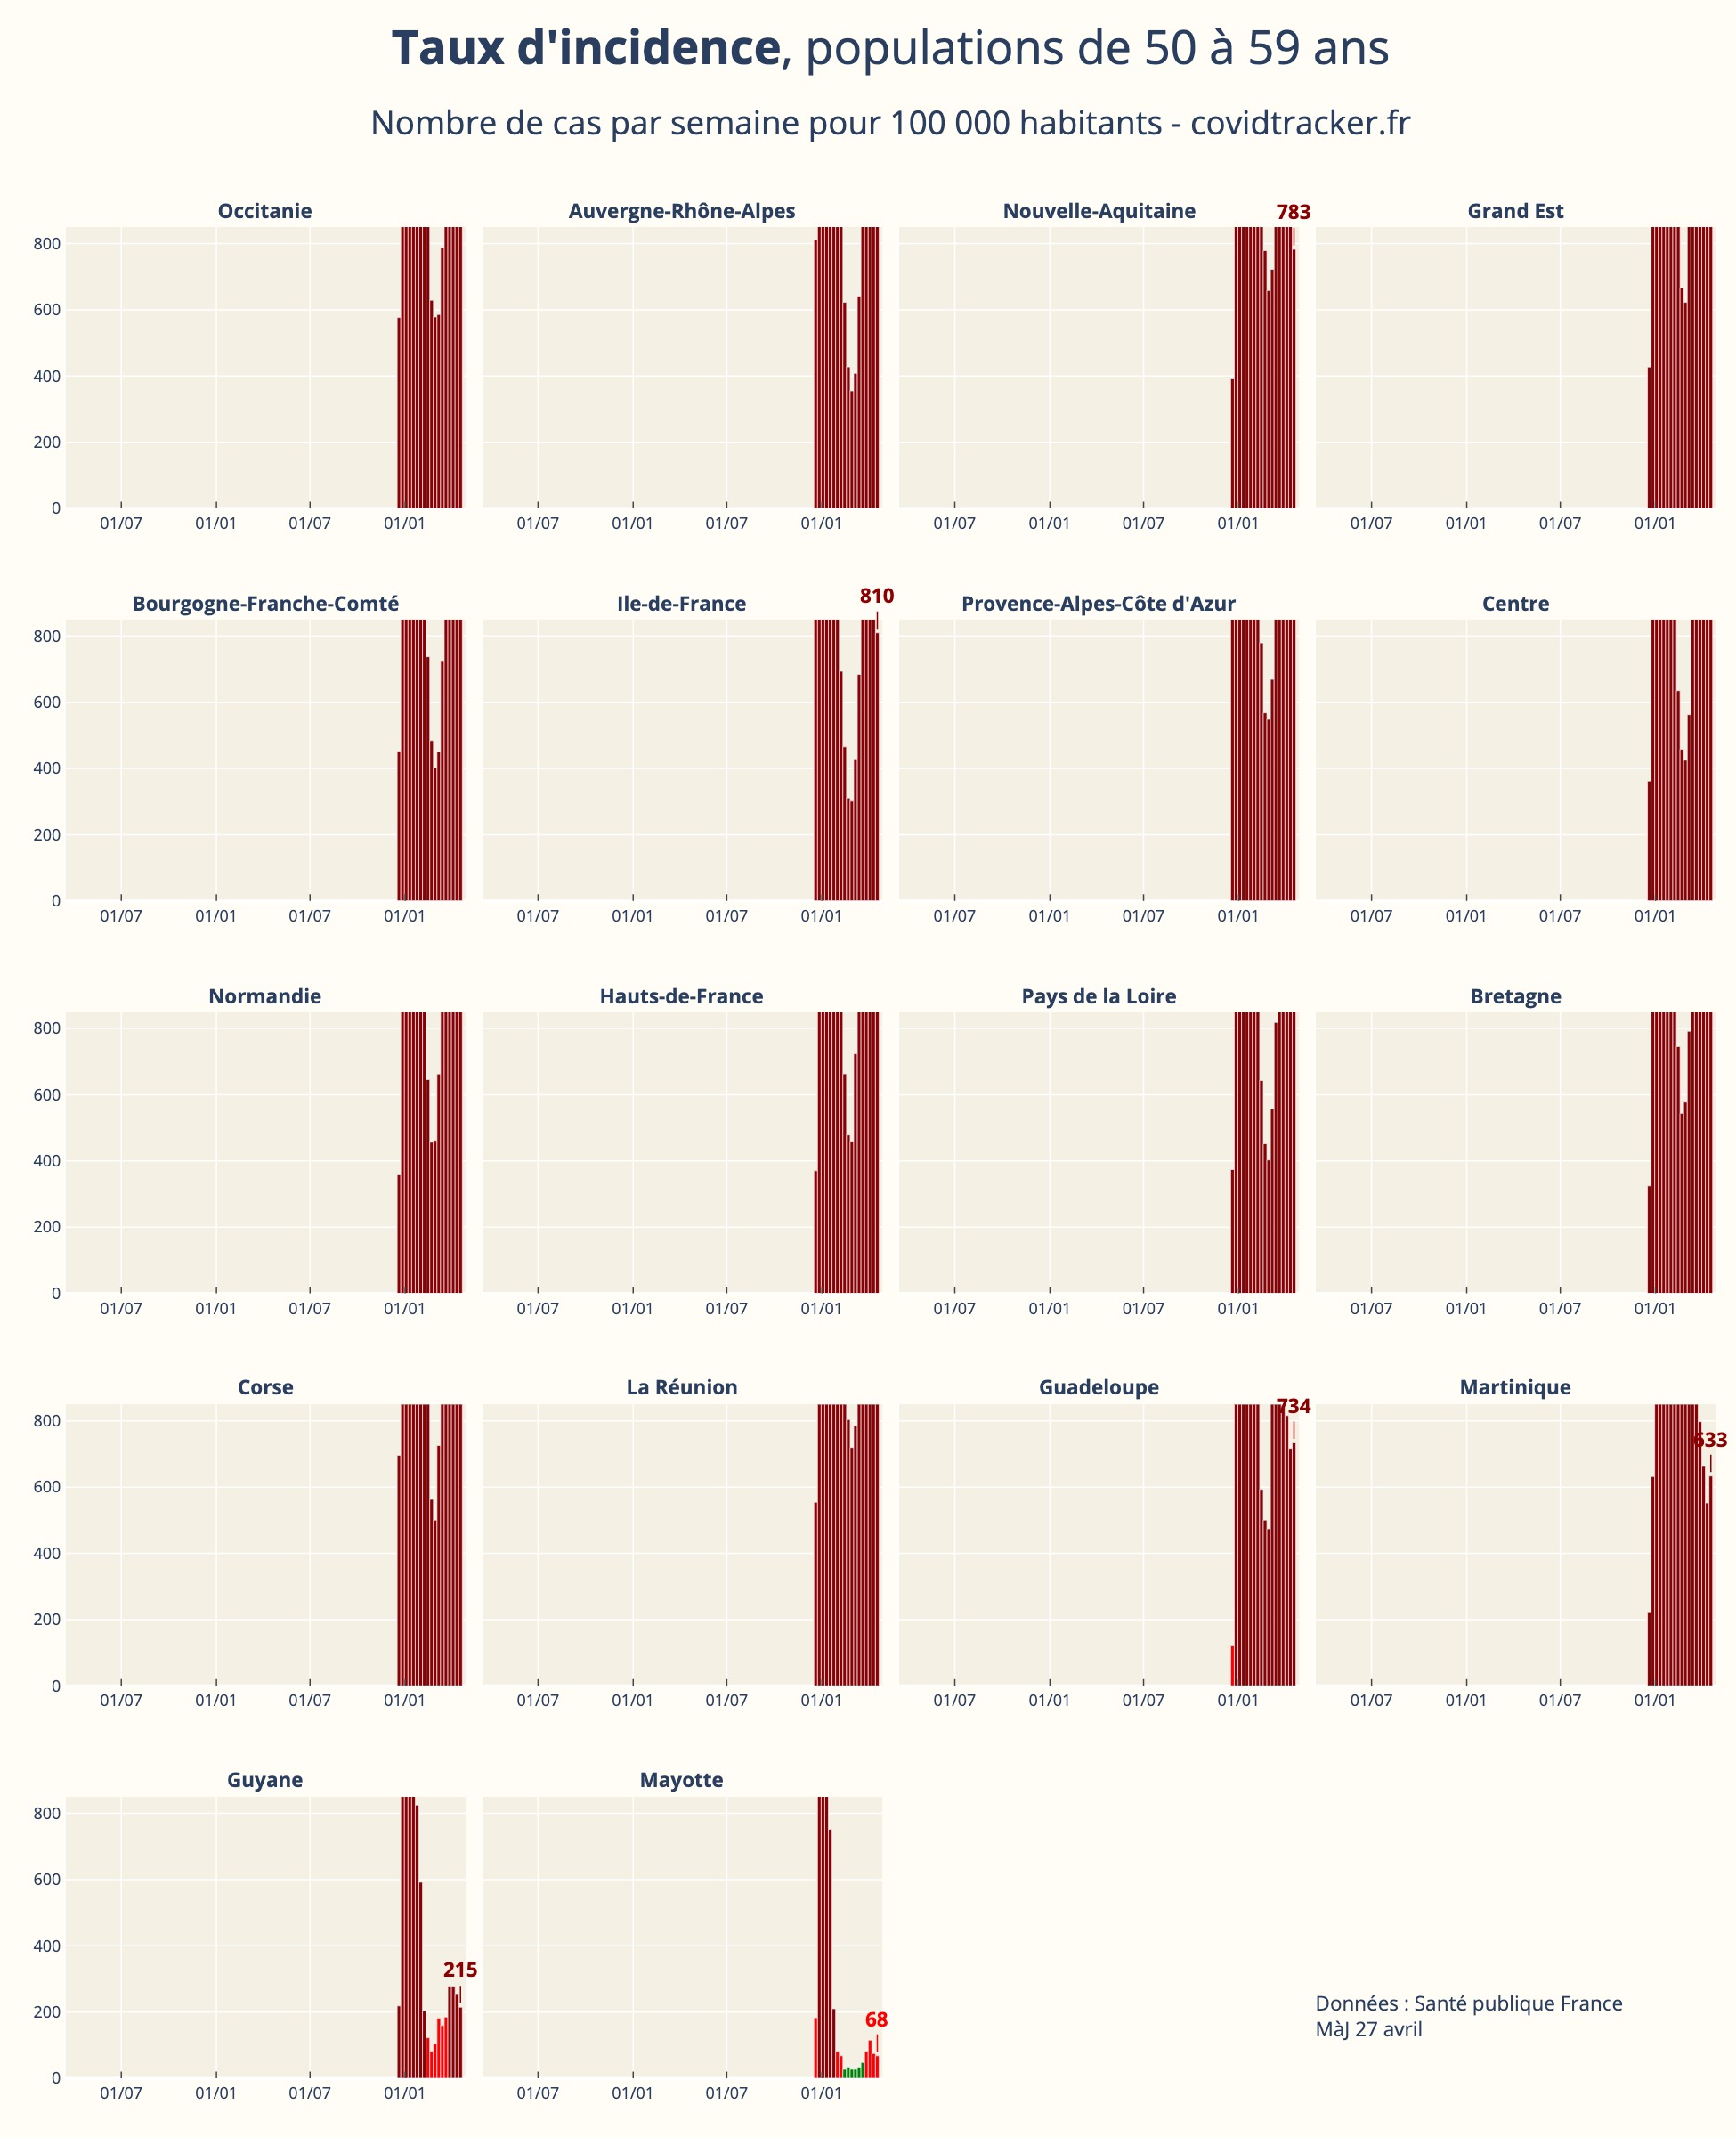 Taux d'incidence, populations de 50 à 59 ans
Nombre de cas par semaine pour 100 000 habitants - covidtracker.fr
Occitanie
Auvergne-Rhône-Alpes
Nouvelle-Aquitaine
783
Grand Est
800
600
400
200
0
01/07 01/01 01/07 01/01
01/07 01/01 01/07 01/01
01/07 01/01 01/07 01/01
01/07 01/01 01/07 01/01
Bourgogne-Franche-Comté
Ile-de-France
810
Provence-Alpes-Côte d'Azur
Centre
800
600
400
200
0
01/07 01/01 01/07 01/01
01/07 01/01 01/07 01/01
01/07 01/01 01/07 01/01
01/07 01/01 01/07 01/01
Normandie
Hauts-de-France
Pays de la Loire
Bretagne
800
600
400
200
0
01/07 01/01 01/07 01/01
01/07 01/01 01/07 01/01
01/07 01/01 01/07 01/01
01/07 01/01 01/07 01/01
Corse
La Réunion
Guadeloupe
734
Martinique
633
800
600
400
200
0
01/07 01/01 01/07 01/01
01/07 01/01 01/07 01/01
01/07 01/01 01/07 01/01
01/07 01/01 01/07 01/01
Guyane
215
Mayotte
68
800
600
400
200
0
01/07 01/01 01/07 01/01
01/07 01/01 01/07 01/01
Données : Santé publique France
MàJ 27 avril